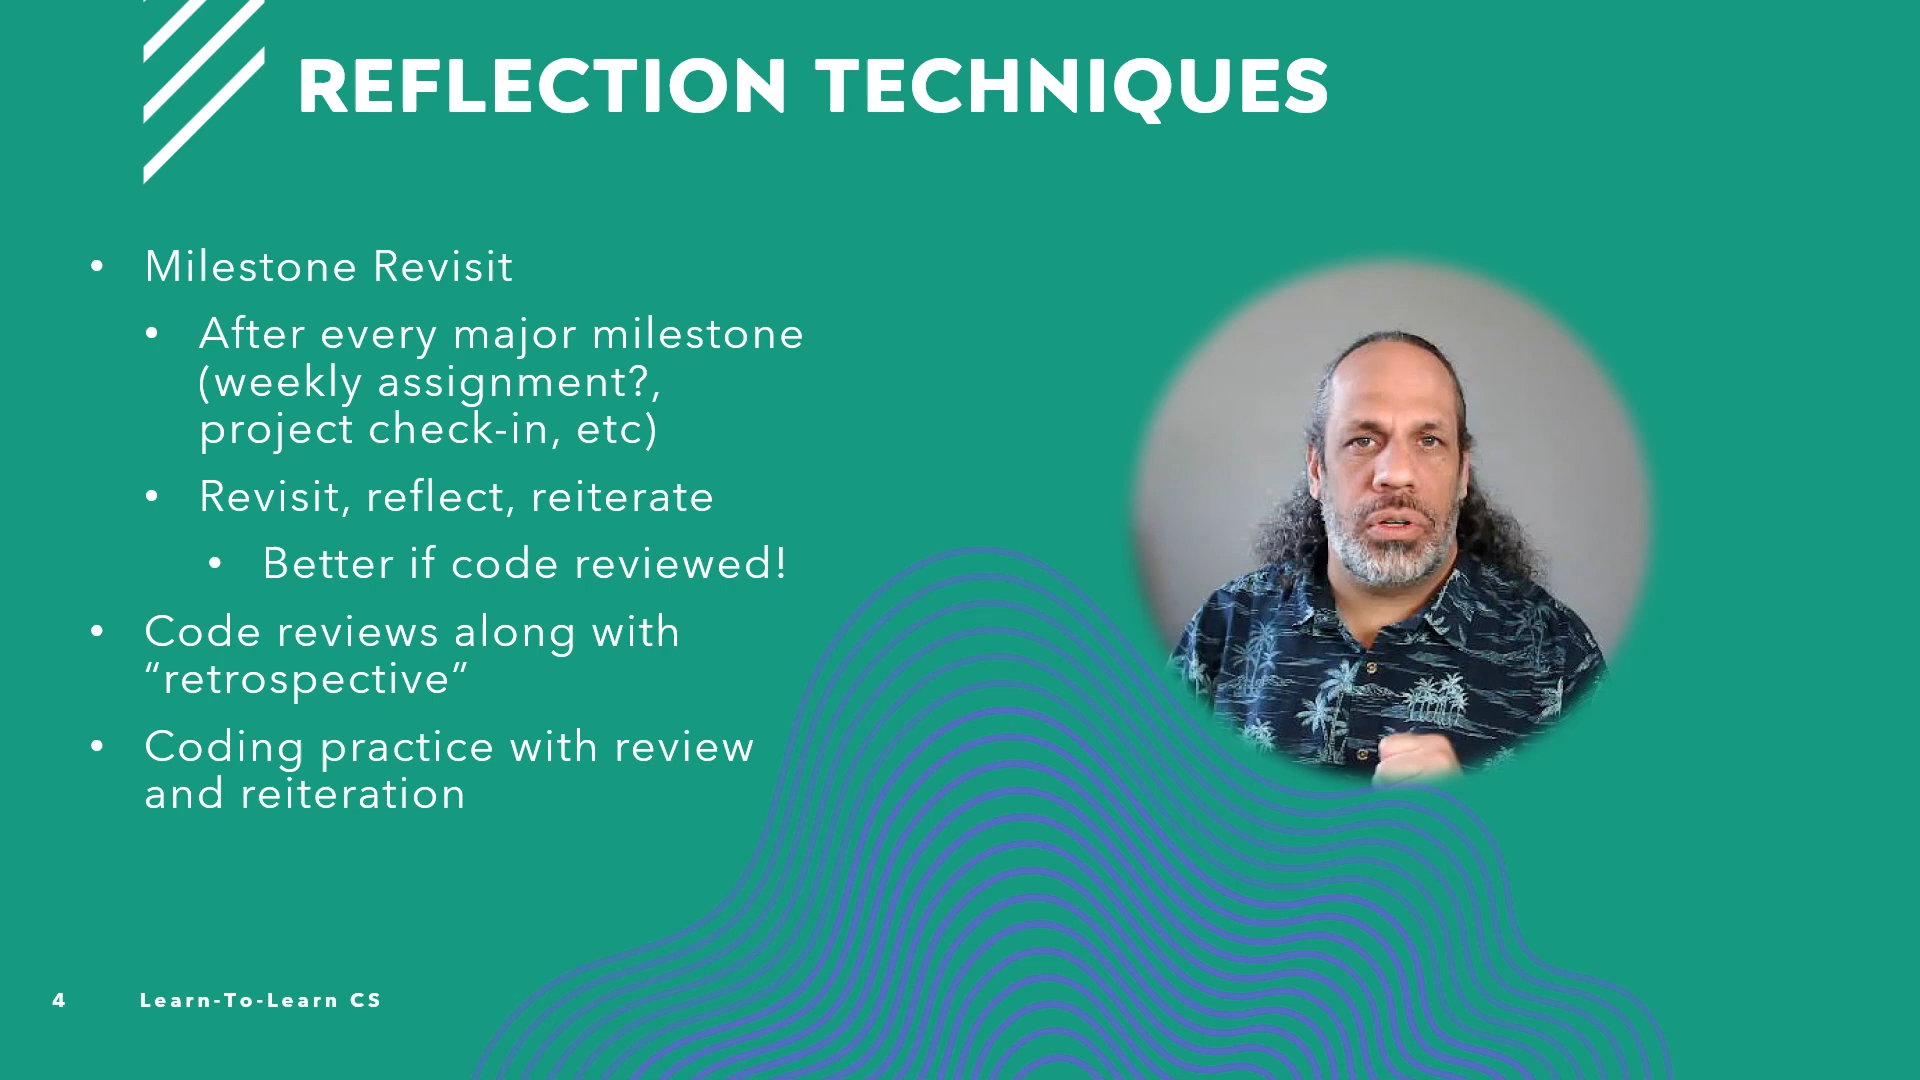 REFLECTION TECHNIQUES
• Milestone Revisit
• After every major milestone
(weekly assignment?,
project check-in, etc)
• Revisit, reflect, reiterate
• Better if code reviewed!
• Code reviews along with
“retrospective”
• Coding practice with review
and reiteration
4 Learn-To-Learn CS